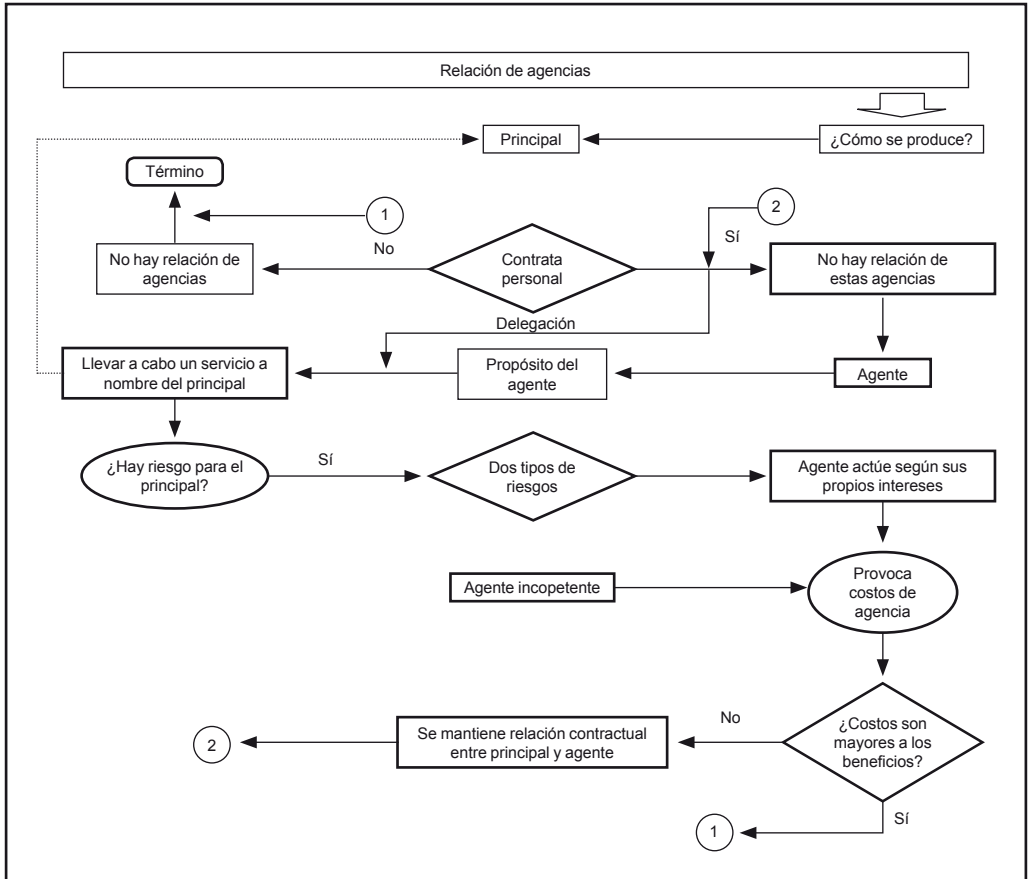 Relación de agencias
Principal
¿Cómo se produce?
Término
1
2
No
Sí
No hay relación de
agencias
Contrata
personal
No hay relación de
estas agencias
Delegación
Llevar a cabo un servicio a
nombre del principal
Propósito del
agente
Agente
¿Hay riesgo para el
principal?
Sí
Dos tipos de
riesgos
Agente actúe según sus
propios intereses
Agente incopetente
Provoca
costos de
agencia
2
Se mantiene relación contractual
entre principal y agente
No
¿Costos son
mayores a los
beneficios?
Sí
1